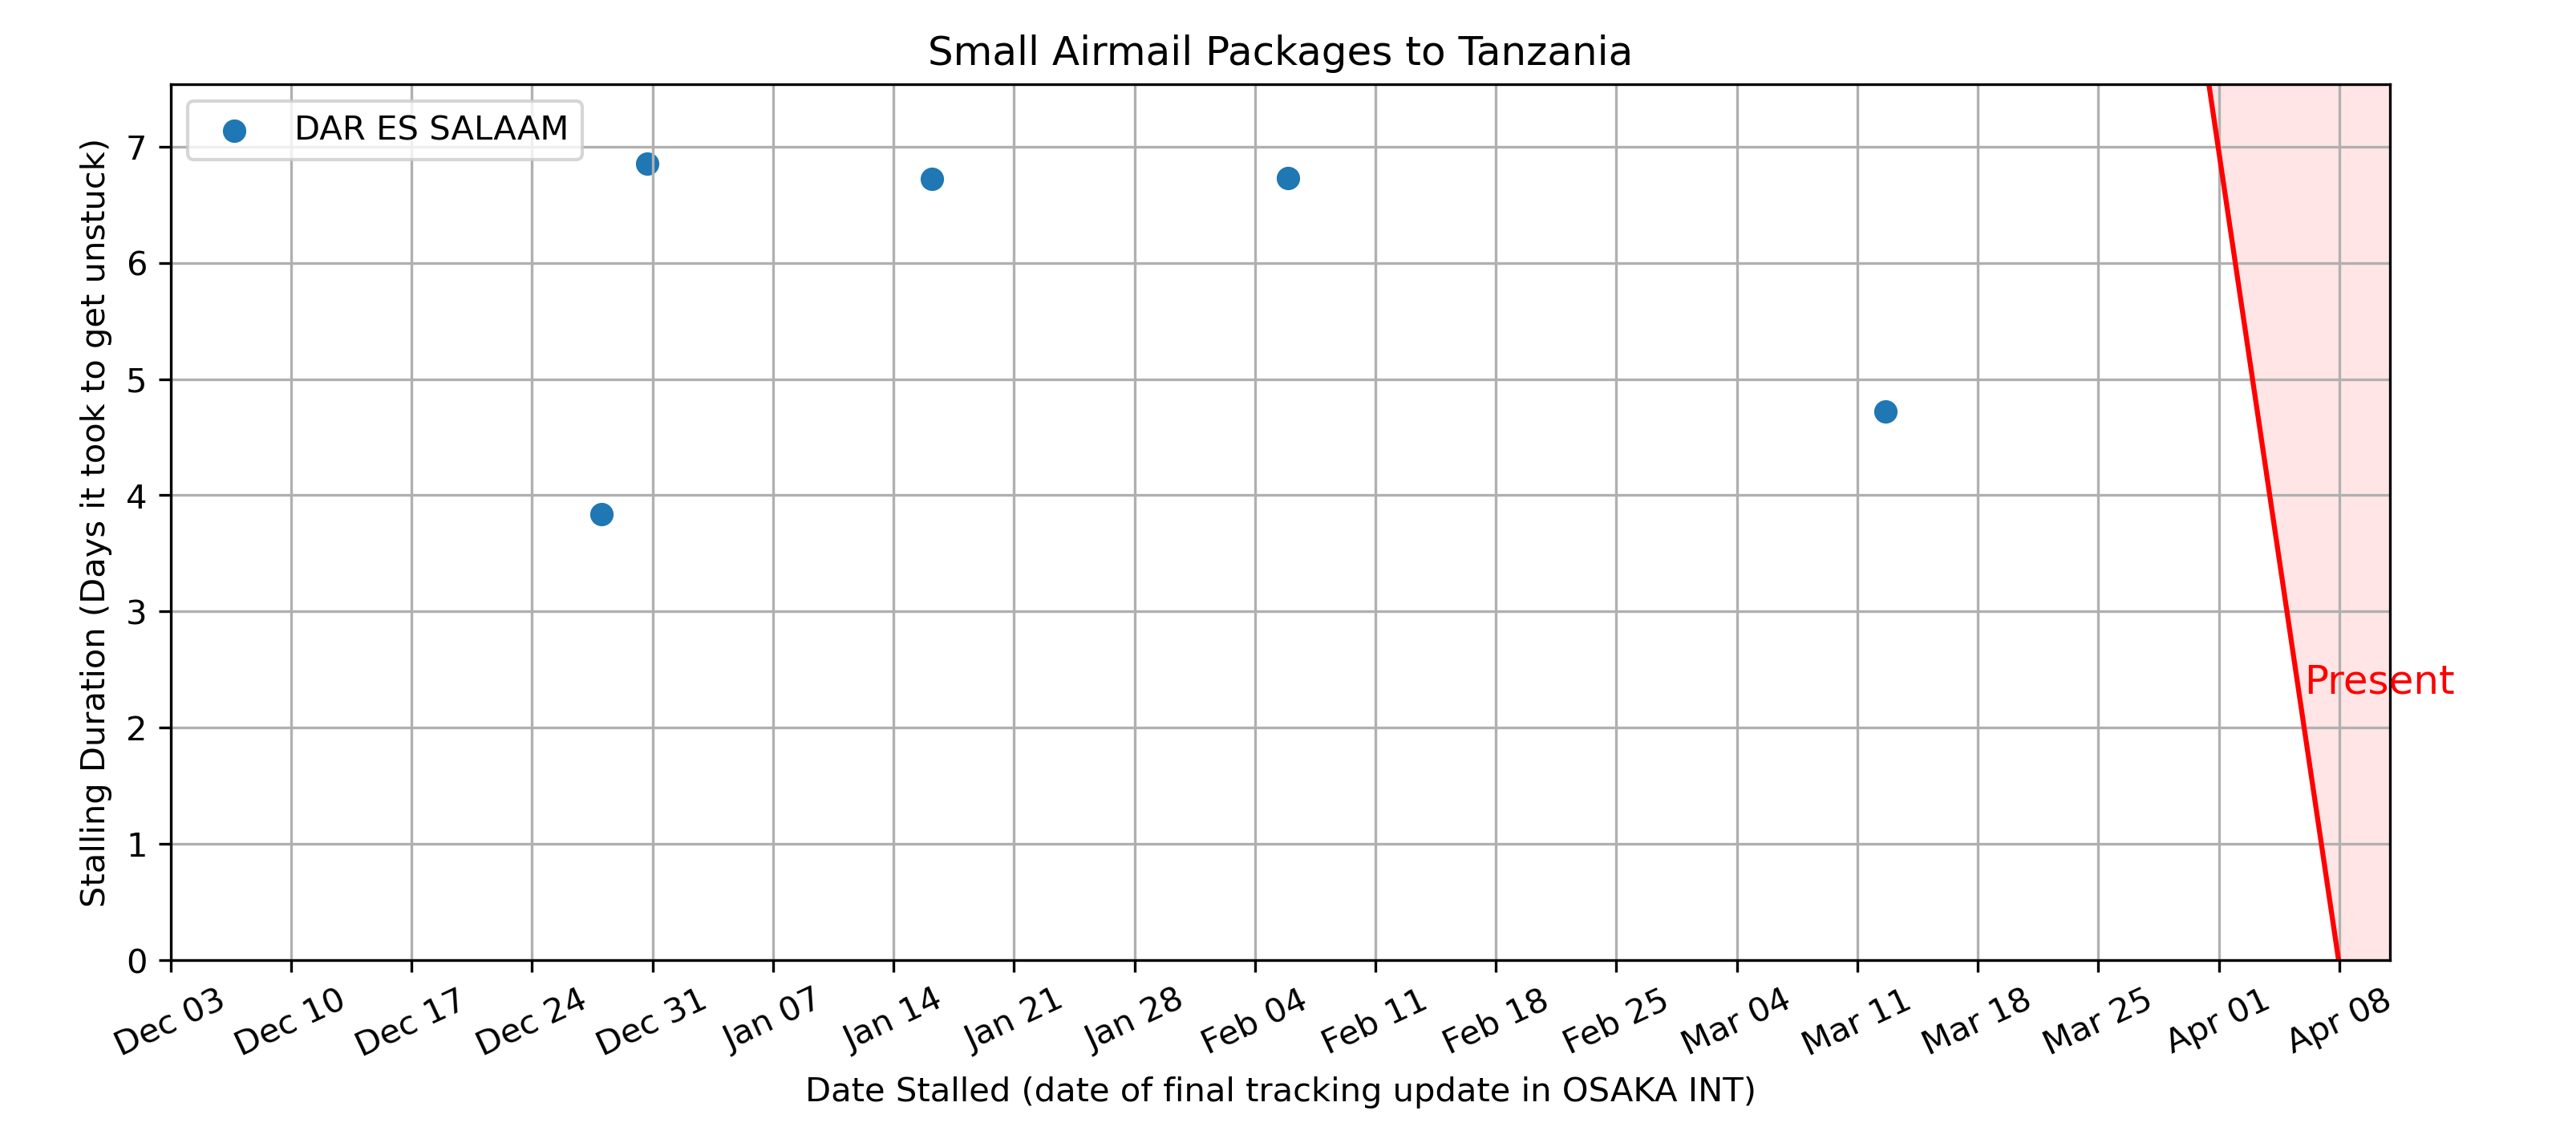 Small Airmail Packages to Tanzania
DAR ES SALAAM
Stalling Duration (Days it took to get unstuck)
7
6
5
4
3
2
1
0
Present
Dec 03
Dec 10
Dec 17
Dec 24
Dec 31
Jan 07
Jan 14
Jan 21
Jan 28
Feb 04
Feb 11
Feb 18
Feb 25
Mar 04
Mar 11
Mar 18
Mar 25
Apr 01
Apr 08
Date Stalled (date of final tracking update in OSAKA INT)